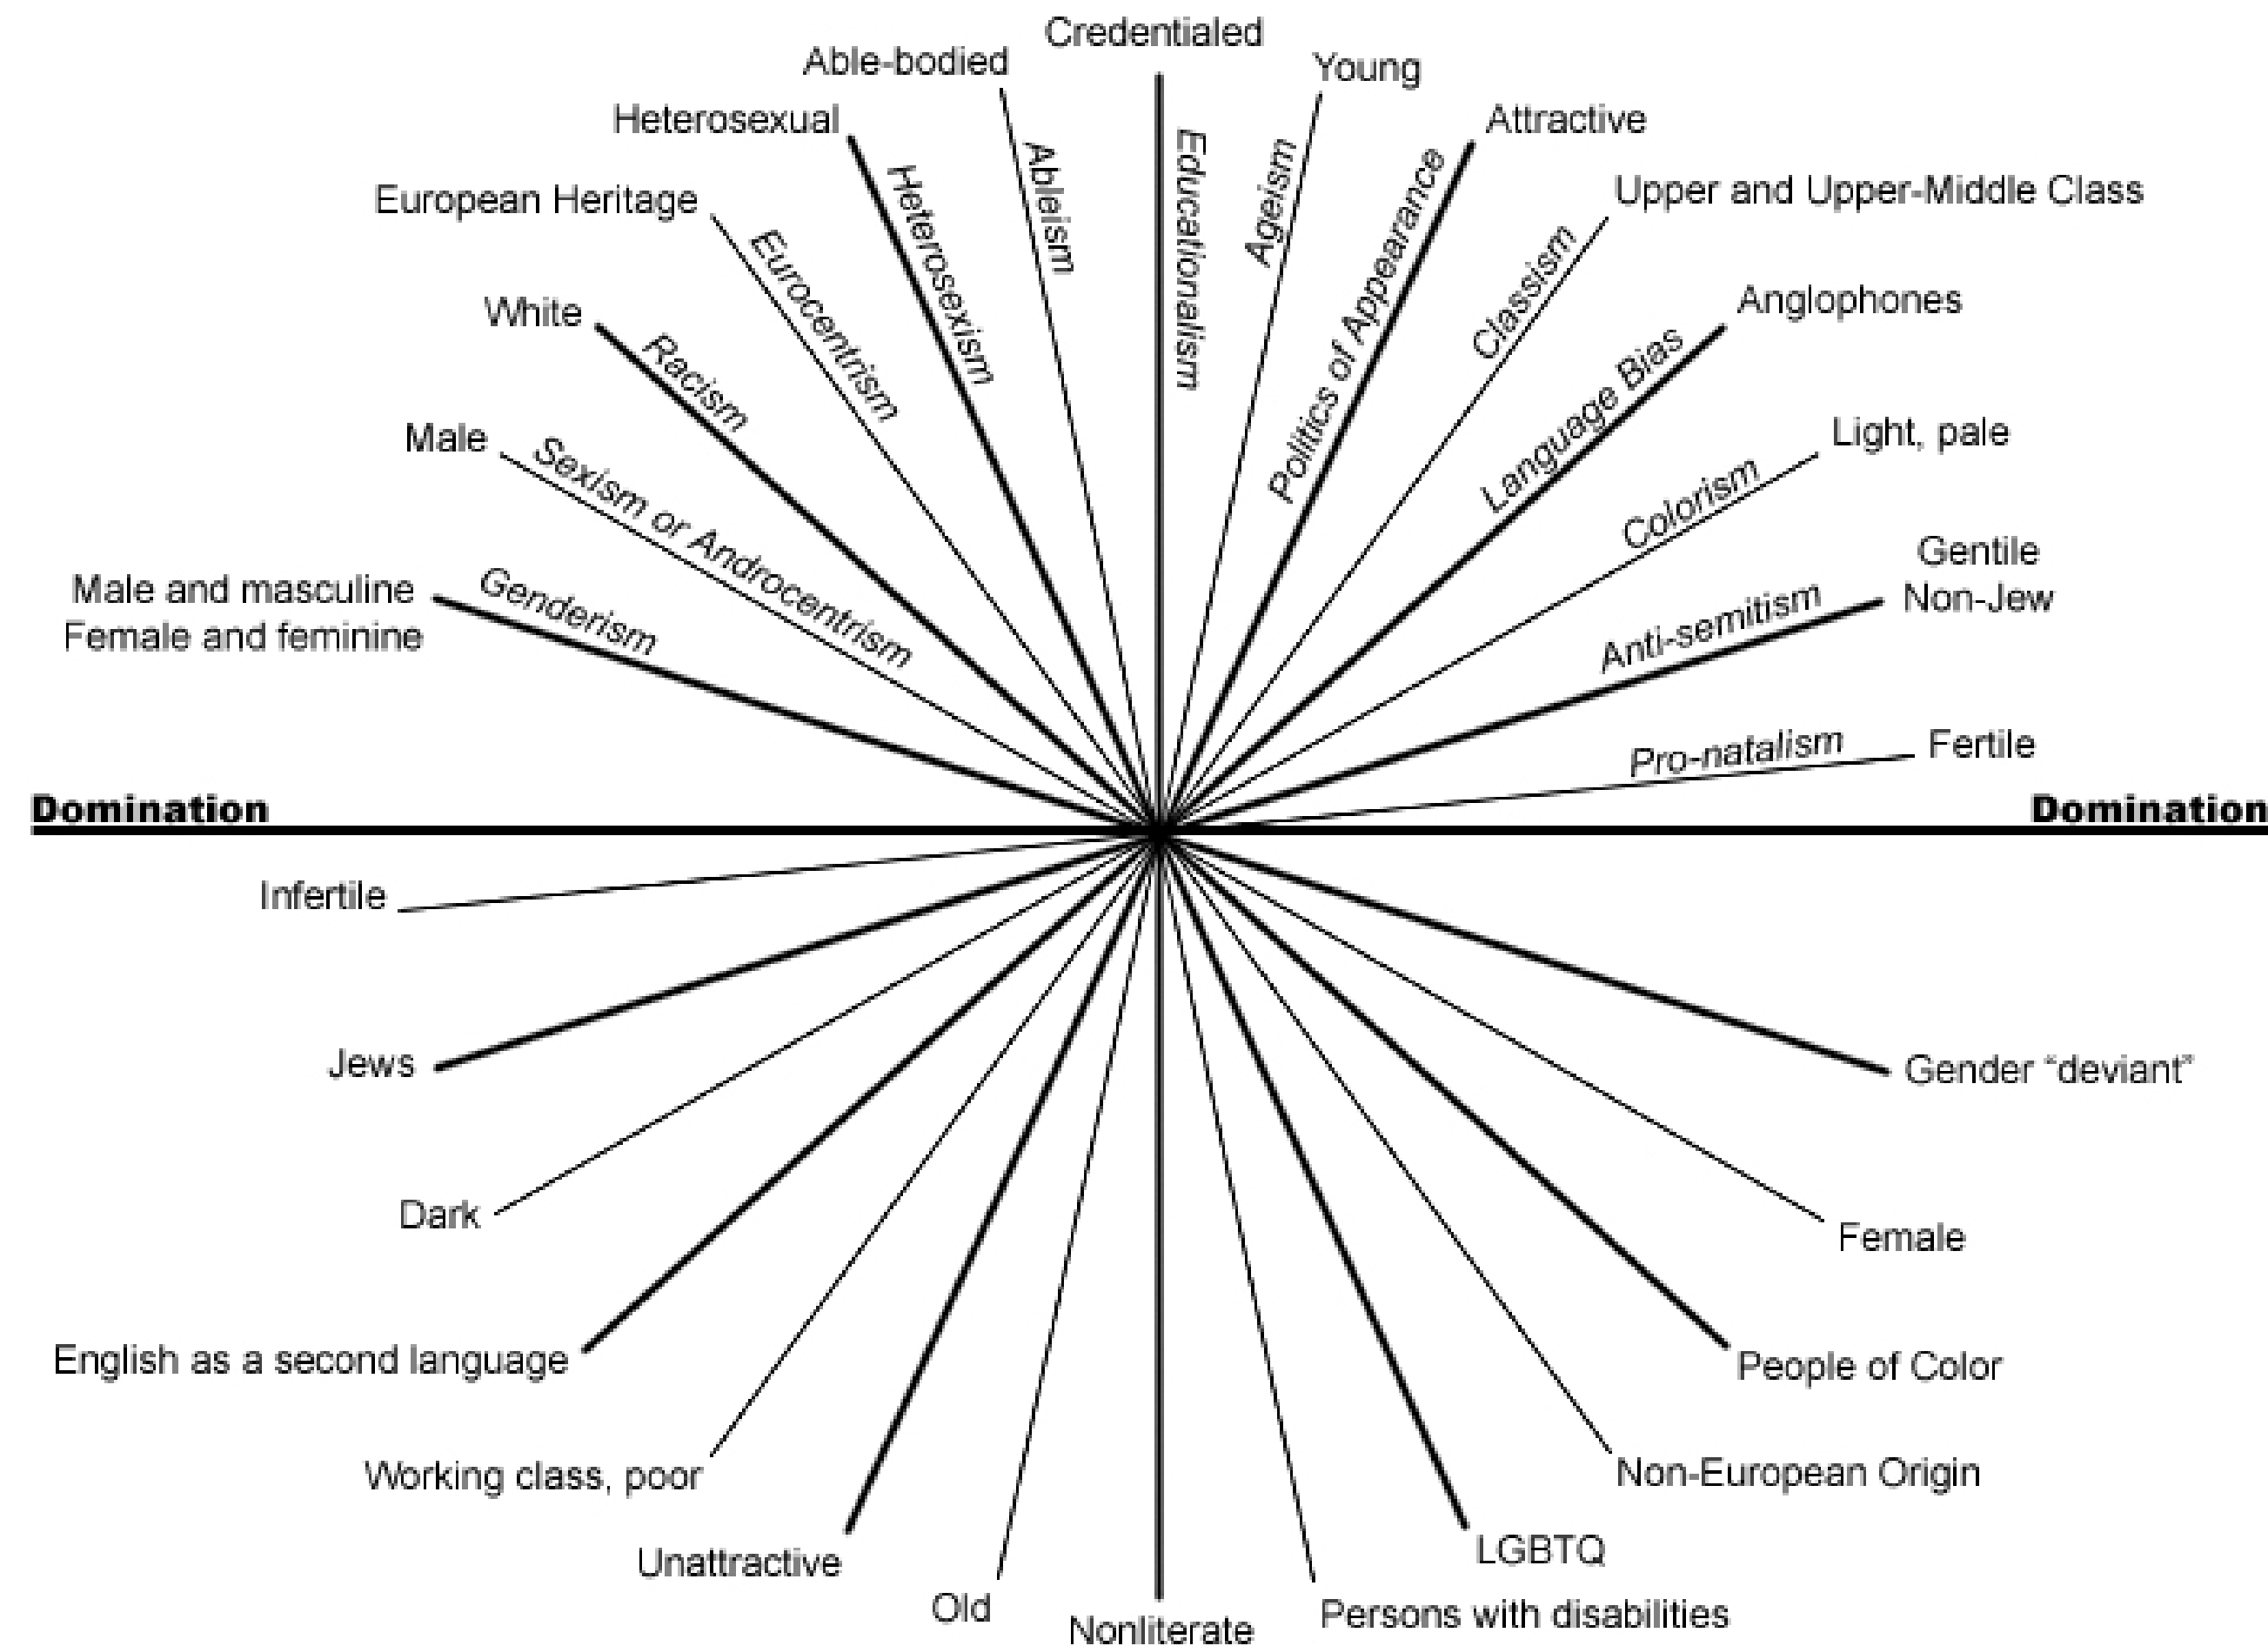 Credentialed
Able-bodied
Young
Heterosexual
Attractive
European Heritage
Upper and Upper-Middle Class
White
Anglophones
Male
Light, pale
Male and masculine
Female and feminine
Gentile
Non-Jew
Fertile
Genderism
Sexism or Androcentrism
Racism
Eurocentrism
Heterosexism
Ableism
Educationalism
Ageism
Politics of Appearance
Classism
Language Bias
Colorism
Anti-semitism
Pro-natalism
Domination
Domination
Infertile
Jews
Gender “deviant”
Dark
Female
English as a second language
People of Color
Working class, poor
Non-European Origin
Unattractive
LGBTQ
Old
Persons with disabilities
Nonliterate